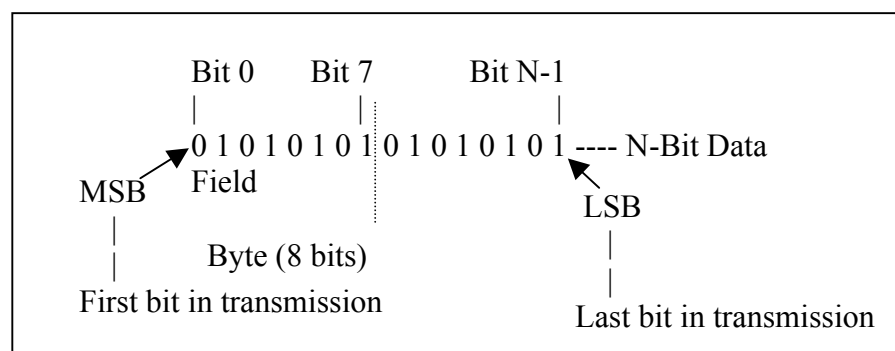 Bit 0 Bit 7 Bit N-1
| | |
0 1 0 1 0 1 0 1 0 1 0 1 0 1 0 1 ---- N-Bit Data
Field
MSB LSB
| |
| |
Byte (8 bits)
First bit in transmission
Last bit in transmission